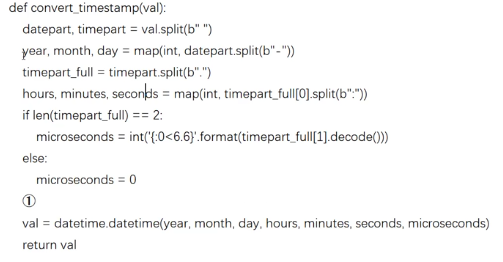 def convert_timestamp(val):
datepart, timepart = val.split(b" ")
year, month, day = map(int, datepart.split(b"-"))
timepart_full = timepart.split(b".")
hours, minutes, seconds = map(int, timepart_full[0].split(b":"))
if len(timepart_full) == 2:
microseconds = int('{:0<6.6}'.format(timepart_full[1].decode()))
else:
microseconds = 0
①
val = datetime.datetime(year, month, day, hours, minutes, seconds, microseconds)
return val